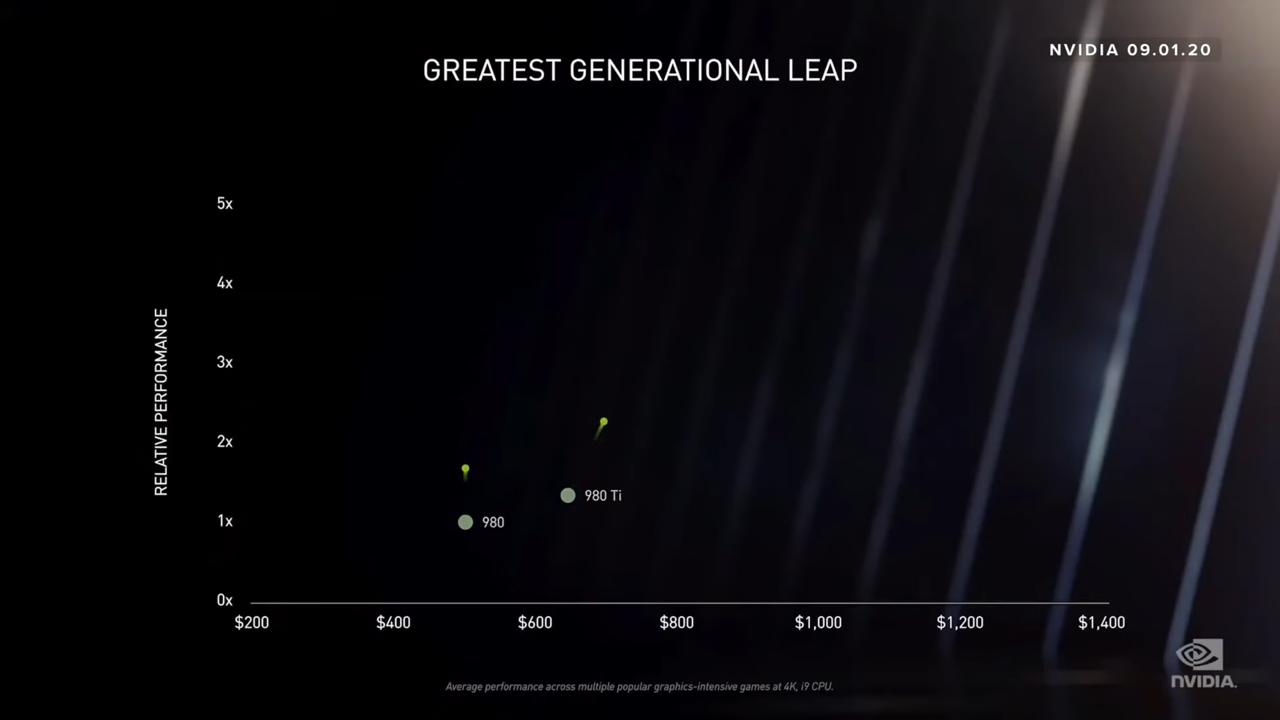 NVIDIA 09.01.20
GREATEST GENERATIONAL LEAP
RELATIVE PERFORMANCE
5x
4x
3x
2x
1x
0x
980 Ti
980
$200 $400 $600 $800 $1,000 $1,200 $1,400
Average performance across multiple popular graphics-intensive games at 4K, i9 CPU.
NVIDIA.